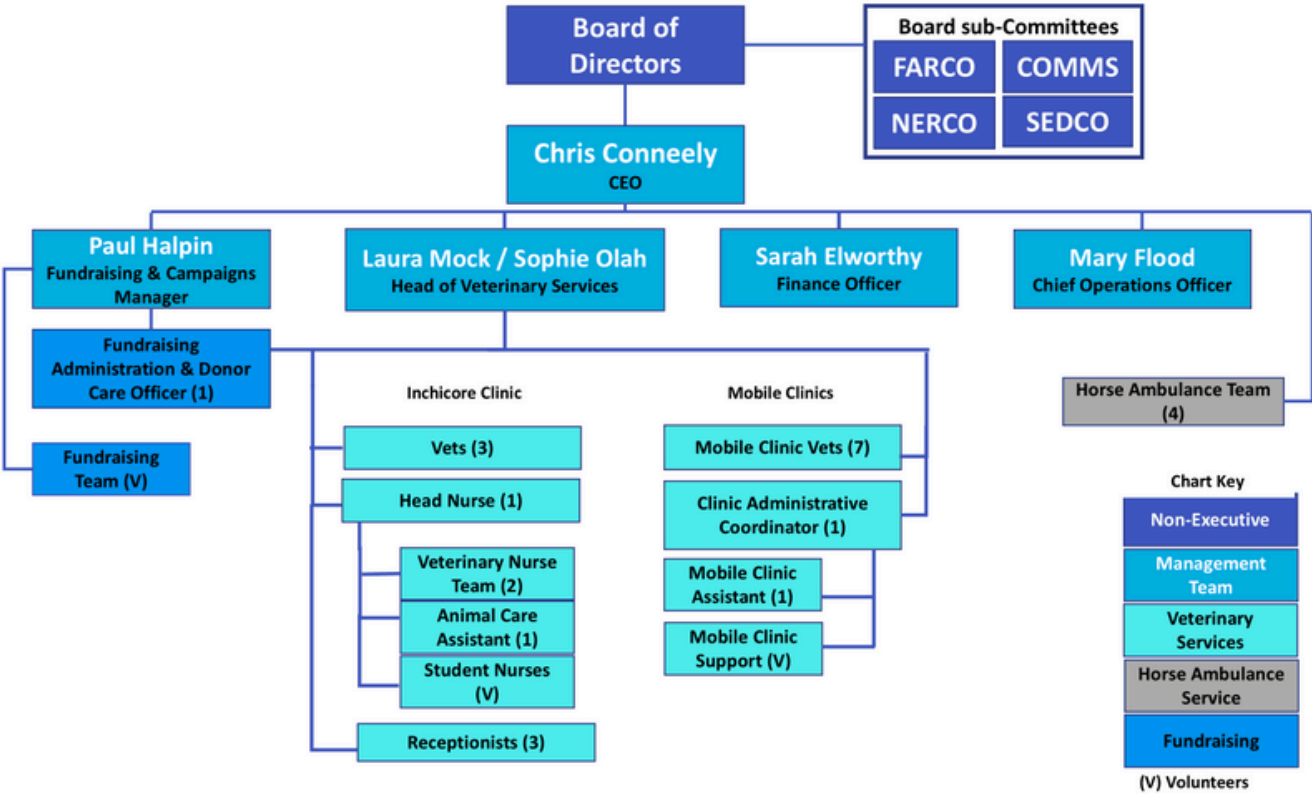 Board of
Directors
Board sub-Committees
FARCO
COMMS
NERCO
SEDCO
Chris Conneely
CEO
Paul Halpin
Fundraising & Campaigns
Manager
Laura Mock / Sophie Olah
Head of Veterinary Services
Sarah Elworthy
Finance Officer
Mary Flood
Chief Operations Officer
Fundraising
Administration & Donor
Care Officer (1)
Fundraising
Team (V)
Inchicore Clinic
Vets (3)
Head Nurse (1)
Veterinary Nurse
Team (2)
Animal Care
Assistant (1)
Student Nurses
(V)
Receptionists (3)
Mobile Clinics
Mobile Clinic Vets (7)
Clinic Administrative
Coordinator (1)
Mobile Clinic
Assistant (1)
Mobile Clinic
Support (V)
Horse Ambulance Team
(4)
Chart Key
Non-Executive
Management
Team
Veterinary
Services
Horse Ambulance
Service
Fundraising
(V) Volunteers